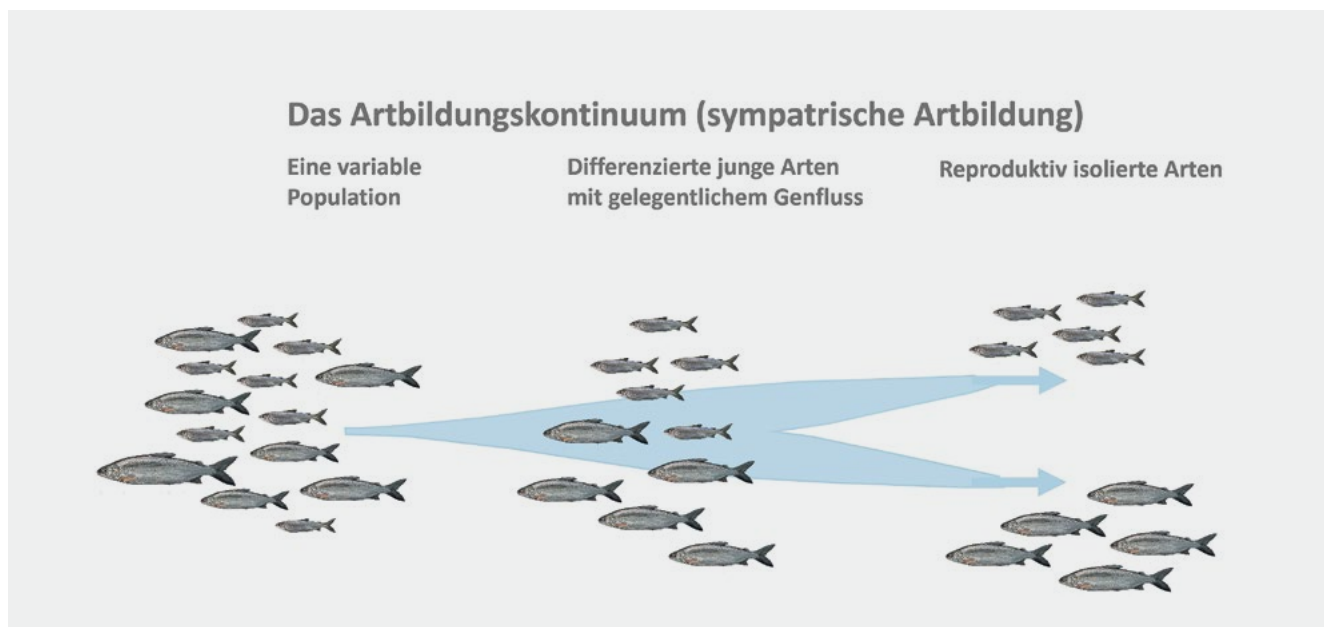 Das Artbildungskontinuum (sympatrische Artbildung)
Eine variable
Population
Differenzierte junge Arten
mit gelegentlichem Genfluss
Reproduktiv isolierte Arten